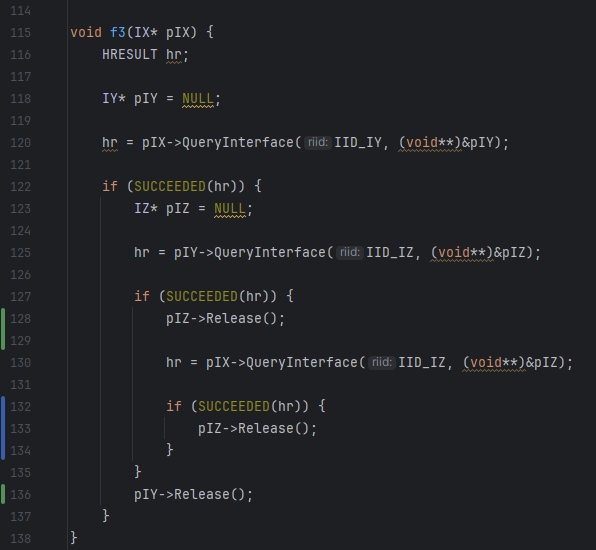 114
115 void f3(IX* pIX) {
116 HRESULT hr;
117
118 IY* pIY = NULL;
119
120 hr = pIX->QueryInterface( riid: IID_IY, (void**)&pIY);
121
122 if (SUCCEEDED(hr)) {
123 IZ* pIZ = NULL;
124
125 hr = pIY->QueryInterface( riid: IID_IZ, (void**)&pIZ);
126
127 if (SUCCEEDED(hr)) {
128 pIZ->Release();
129
130 hr = pIX->QueryInterface( riid: IID_IZ, (void**)&pIZ);
131
132 if (SUCCEEDED(hr)) {
133 pIZ->Release();
134 }
135 }
136 pIY->Release();
137 }
138 }